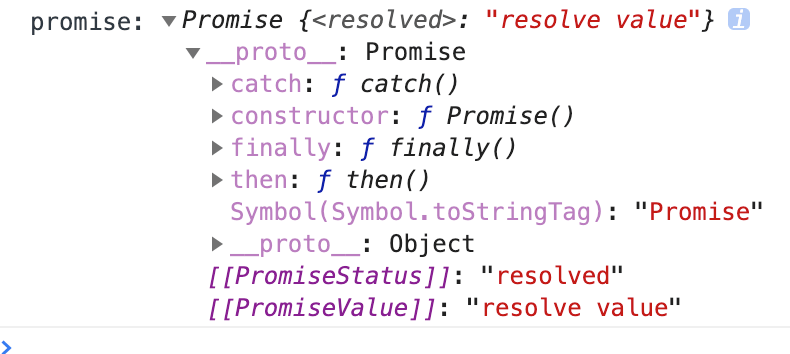 promise: ▼Promise {<resolved>: "resolve value"} i
▼__proto__: Promise
▶catch: ƒ catch()
▶constructor: ƒ Promise()
▶finally: ƒ finally()
▶then: ƒ then()
Symbol(Symbol.toStringTag): "Promise"
▶__proto__: Object
[[PromiseStatus]]: "resolved"
[[PromiseValue]]: "resolve value"
>